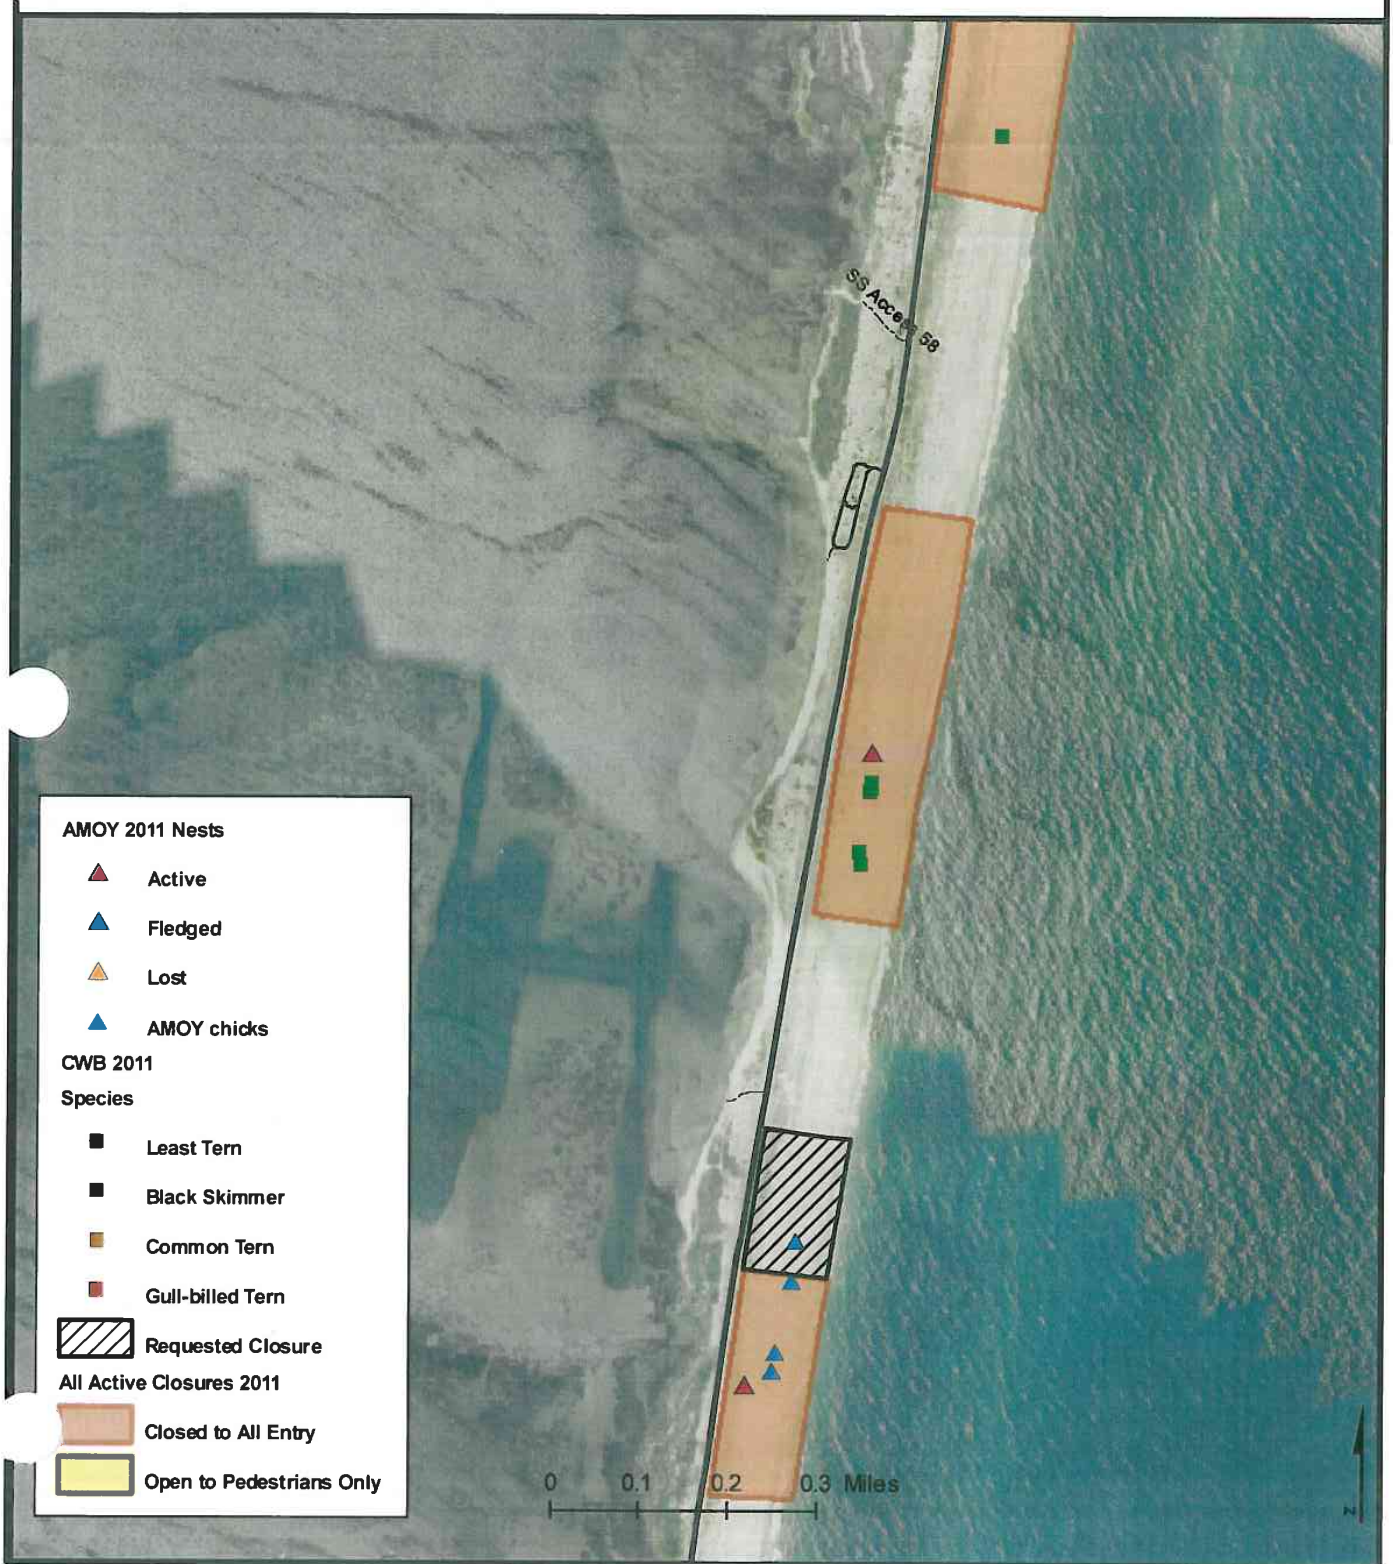 SS Access 58
AMOY 2011 Nests
Active
Fledged
Lost
AMOY chicks
CWB 2011
Species
Least Tern
Black Skimmer
Common Tern
Gull-billed Tern
Requested Closure
All Active Closures 2011
Closed to All Entry
Open to Pedestrians Only
0 0.1 0.2 0.3 Miles
N